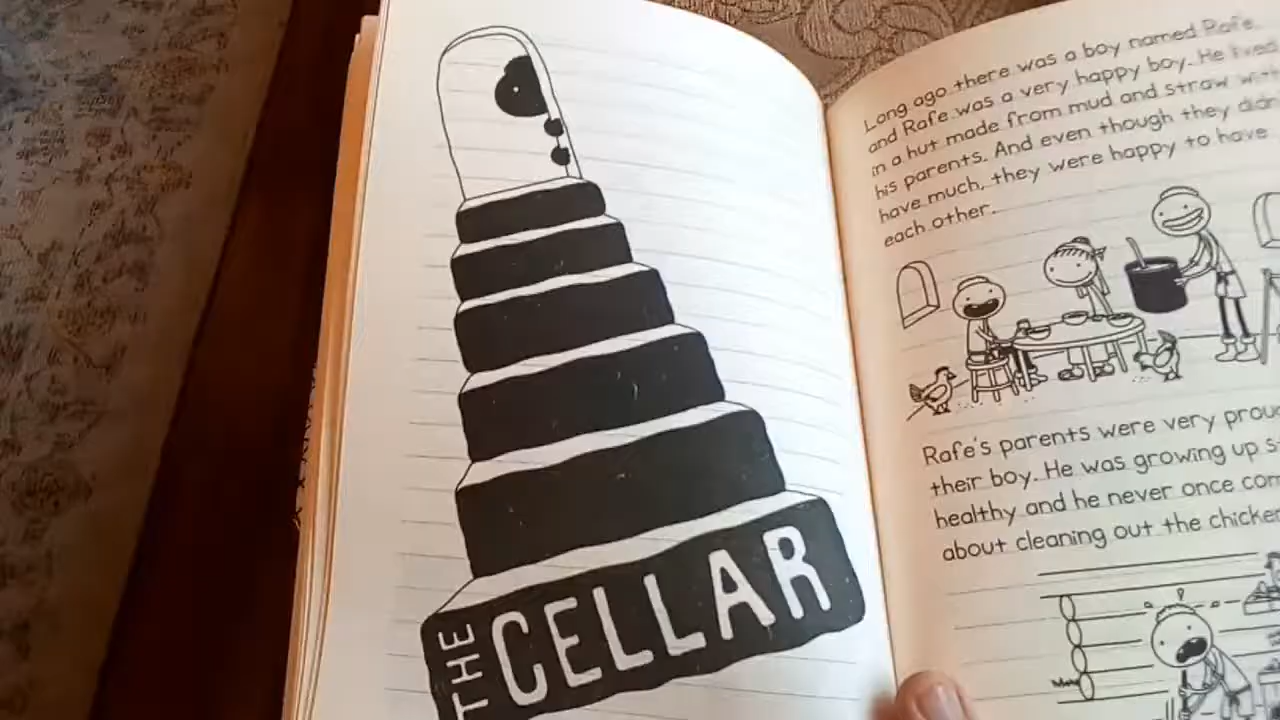 THE CELLAR
Long ago there was a boy named Rafe,
and Rafe was a very happy boy. He lived
in a hut made from mud and straw with
his parents. And even though they didn't
have much, they were happy to have
each other.
Rafe's parents were very proud
their boy. He was growing up
healthy and he never once
about cleaning out the chicken